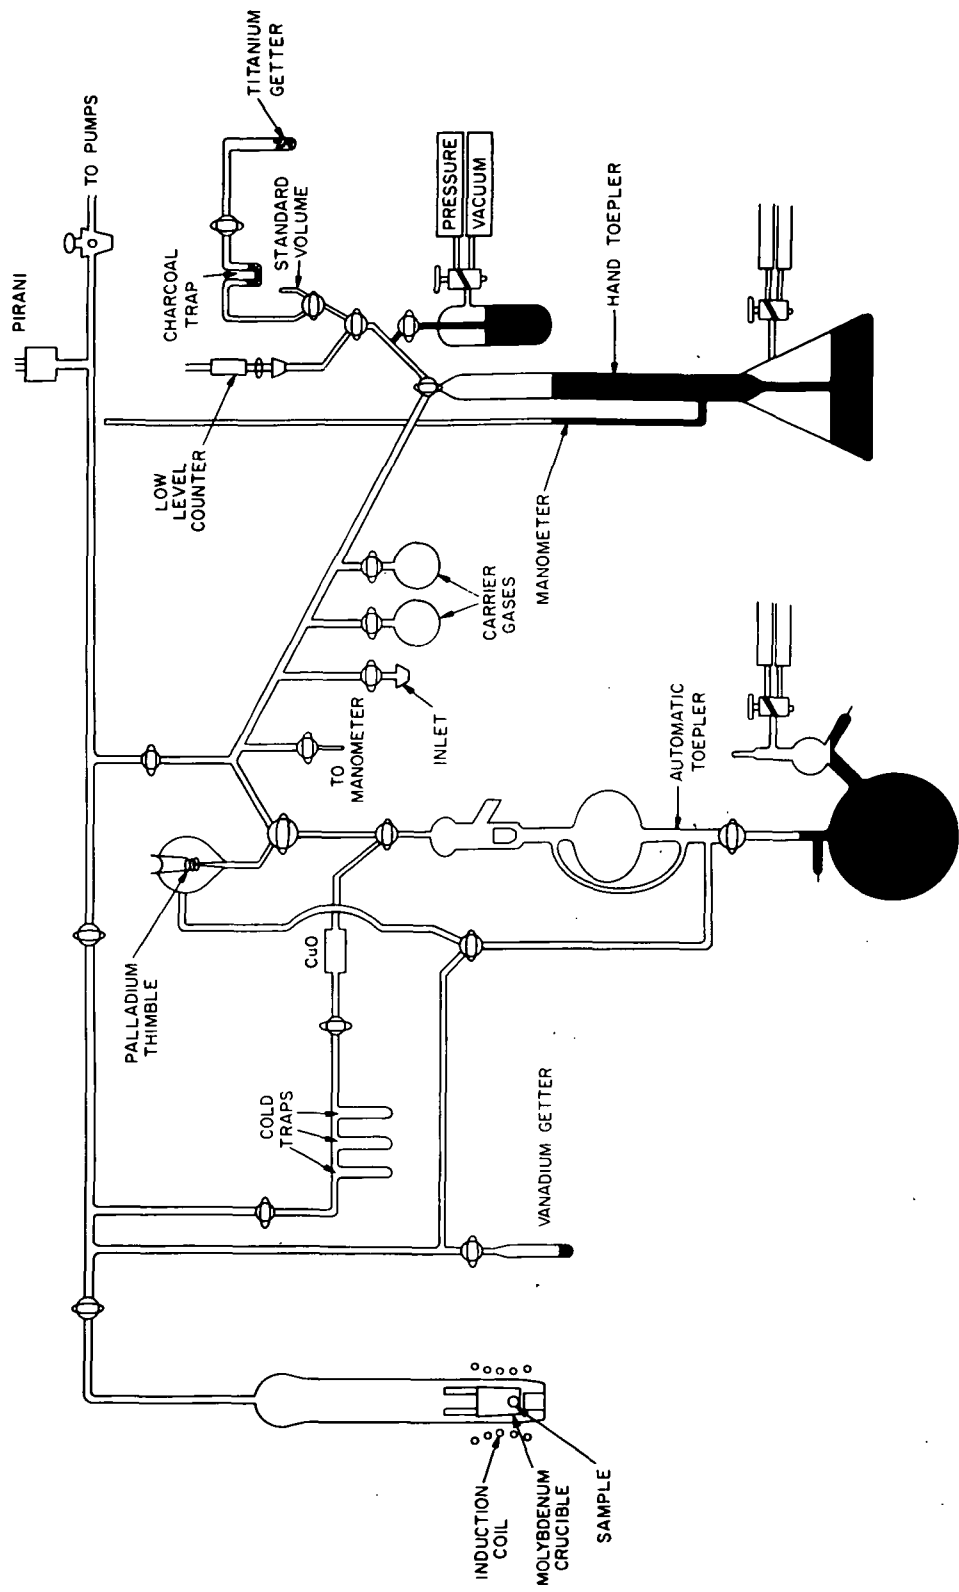 PIRANI
TO PUMPS
TITANIUM
GETTER
CHARCOAL
TRAP
STANDARD
VOLUME
LOW
LEVEL
COUNTER
PRESSURE
VACUUM
HAND TOEPLER
MANOMETER
CARRIER
GASES
INLET
TO
MANOMETER
AUTOMATIC
TOEPLER
PALLADIUM
THIMBLE
CuO
COLD
TRAPS
VANADIUM GETTER
INDUCTION
COIL
MOLYBDENUM
CRUCIBLE
SAMPLE